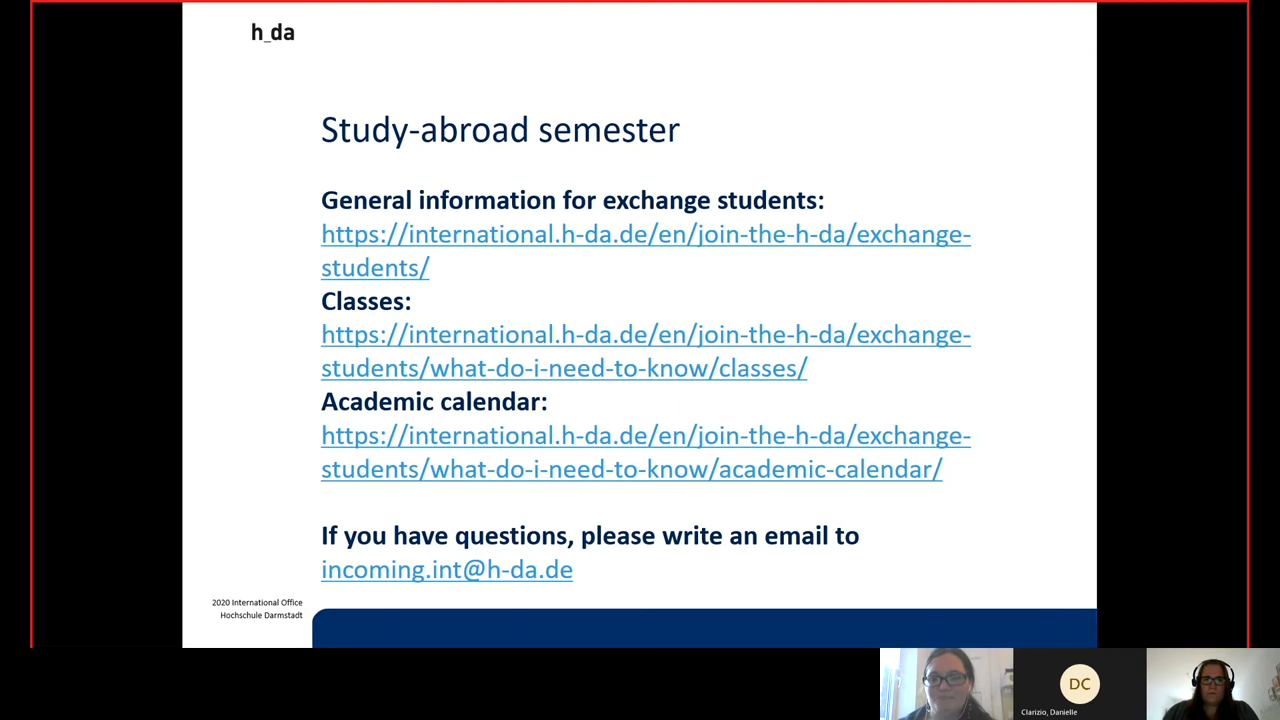 h_da
Study-abroad semester
General information for exchange students:
https://international.h-da.de/en/join-the-h-da/exchange-
students/
Classes:
https://international.h-da.de/en/join-the-h-da/exchange-
students/what-do-i-need-to-know/classes/
Academic calendar:
https://international.h-da.de/en/join-the-h-da/exchange-
students/what-do-i-need-to-know/academic-calendar/
If you have questions, please write an email to
incoming.int@h-da.de
2020 International Office
Hochschule Darmstadt
DC
Clarizio, Danielle